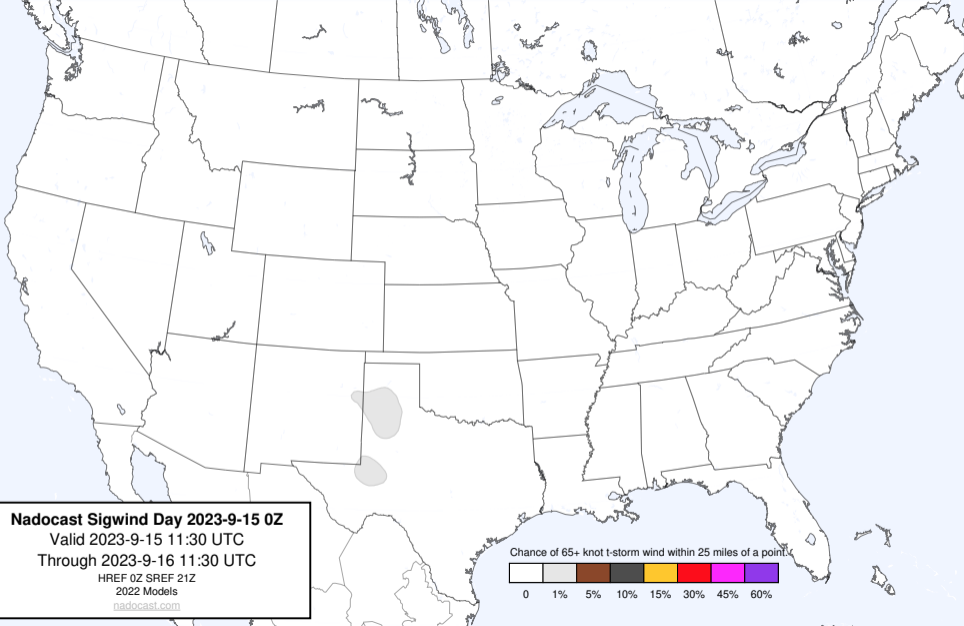 Nadocast Sigwind Day 2023-9-15 0Z
Valid 2023-9-15 11:30 UTC
Through 2023-9-16 11:30 UTC
HREF 0Z SREF 21Z
2022 Models
nadocast.com
Chance of 65+ knot t-storm wind within 25 miles of a point.
0 1% 5% 10% 15% 30% 45% 60%